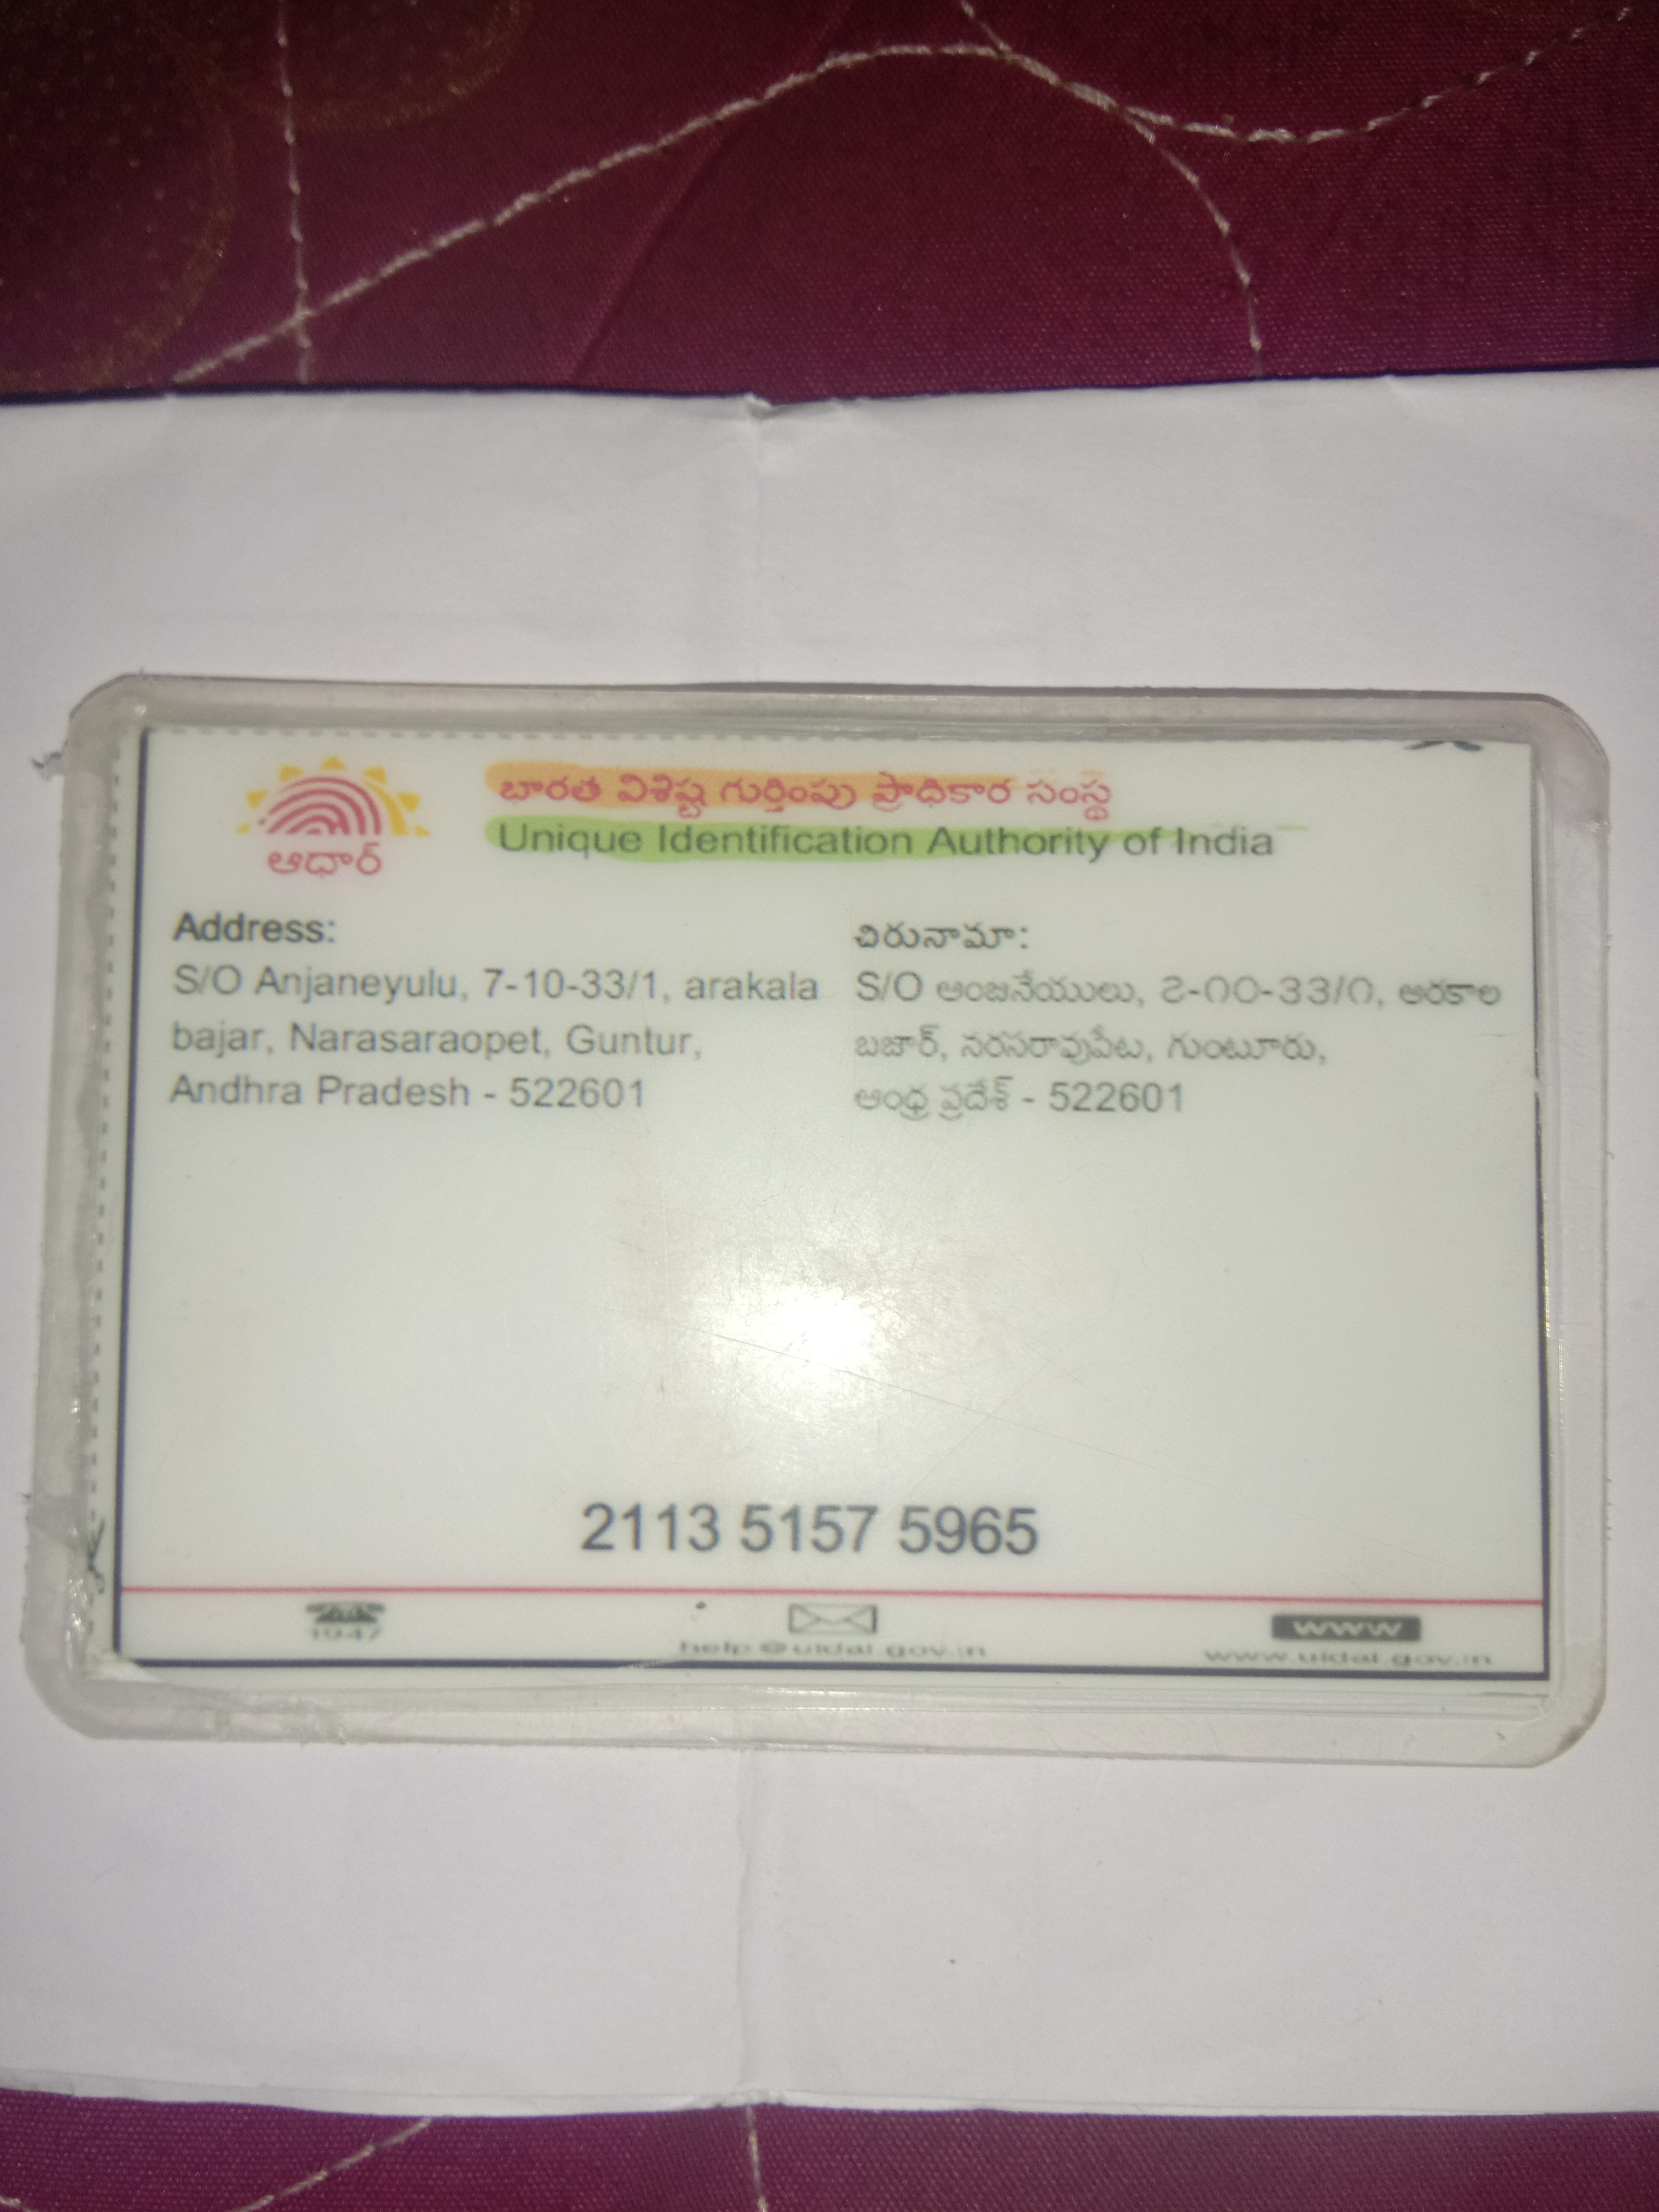 ఆధార్
భారత విశిష్ట గుర్తింపు ప్రాధికార సంస్థ
Unique Identification Authority of India
Address:
S/O Anjaneyulu, 7-10-33/1, arakala
bajar, Narasaraopet, Guntur,
Andhra Pradesh - 522601
చిరునామా:
S/O ఆంజనేయులు, ౭-౧౦-౩౩/౧, అరకాల
బజార్, నరసరావుపేట, గుంటూరు,
ఆంధ్ర ప్రదేశ్ - 522601
2113 5157 5965
1947
help@uidai.gov.in
www
www.uidai.gov.in